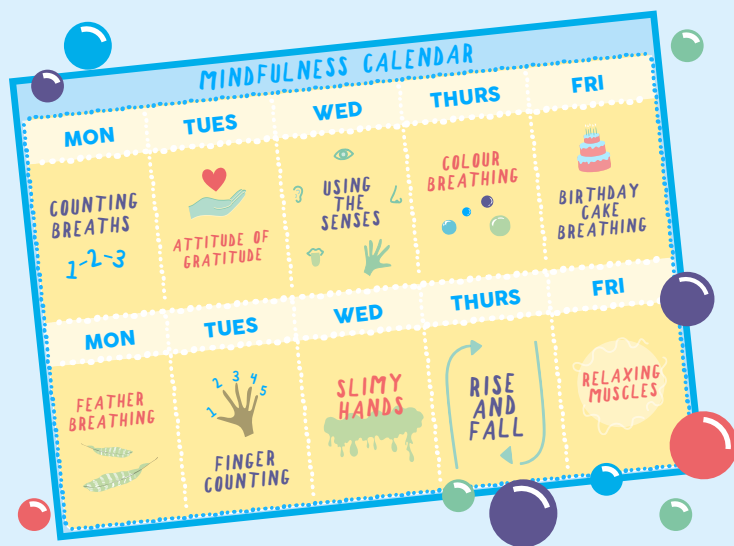 MINDFULNESS CALENDAR
MON
TUES
WED
THURS
FRI
COUNTING
BREATHS
1-2-3
ATTITUDE OF
GRATITUDE
USING
THE
SENSES
COLOUR
BREATHING
BIRTHDAY
CAKE
BREATHING
MON
TUES
WED
THURS
FRI
FEATHER
BREATHING
1 2 3 4 5
FINGER
COUNTING
SLIMY
HANDS
RISE
AND
FALL
RELAXING
MUSCLES